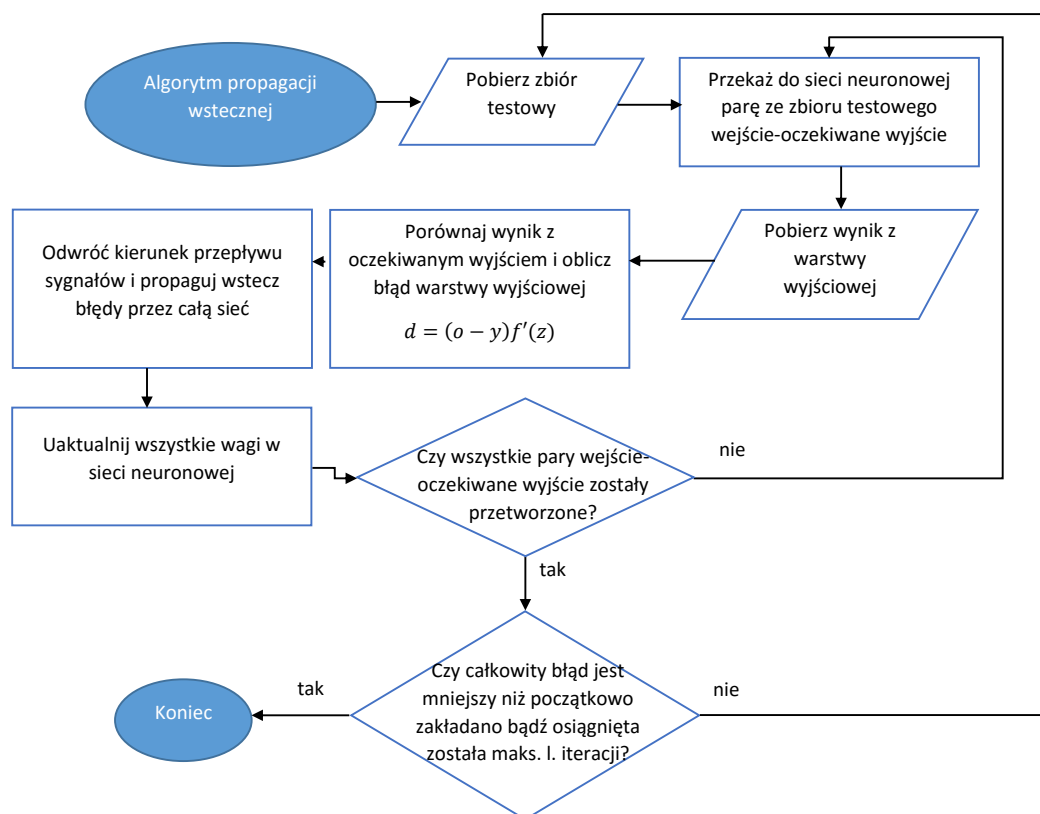 Algorytm propagacji
wstecznej
Pobierz zbiór
testowy
Przekaż do sieci neuronowej
parę ze zbioru testowego
wejście-oczekiwane wyjście
Pobierz wynik z
warstwy
wyjściowej
Porównaj wynik z
oczekiwanym wyjściem i oblicz
błąd warstwy wyjściowej
d = (o − y)f′(z)
Odwróć kierunek przepływu
sygnałów i propaguj wstecz
błędy przez całą sieć
Uaktualnij wszystkie wagi w
sieci neuronowej
Czy wszystkie pary wejście-
oczekiwane wyjście zostały
przetworzone?
nie
tak
Czy całkowity błąd jest
mniejszy niż początkowo
zakładano bądź osiągnięta
została maks. l. iteracji?
nie
tak
Koniec